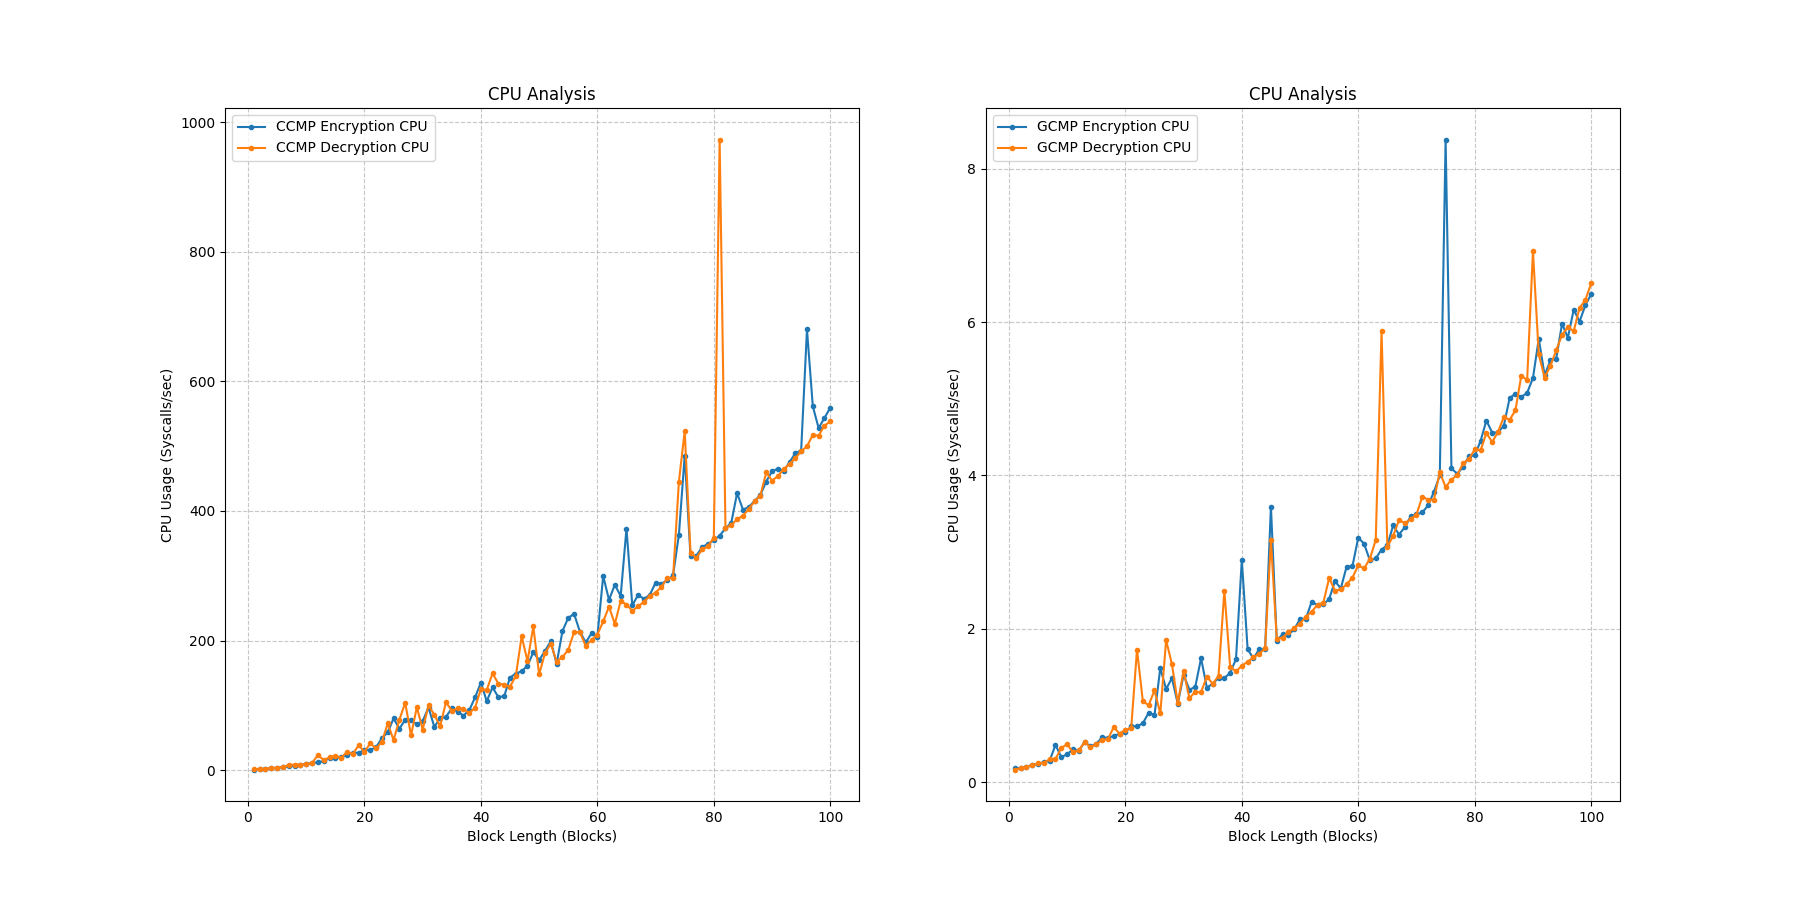 CPU Analysis
CCMP Encryption CPU
CCMP Decryption CPU
CPU Usage (Syscalls/sec)
1000
800
600
400
200
0
0 20 40 60 80 100
Block Length (Blocks)
CPU Analysis
GCMP Encryption CPU
GCMP Decryption CPU
CPU Usage (Syscalls/sec)
8
6
4
2
0
0 20 40 60 80 100
Block Length (Blocks)